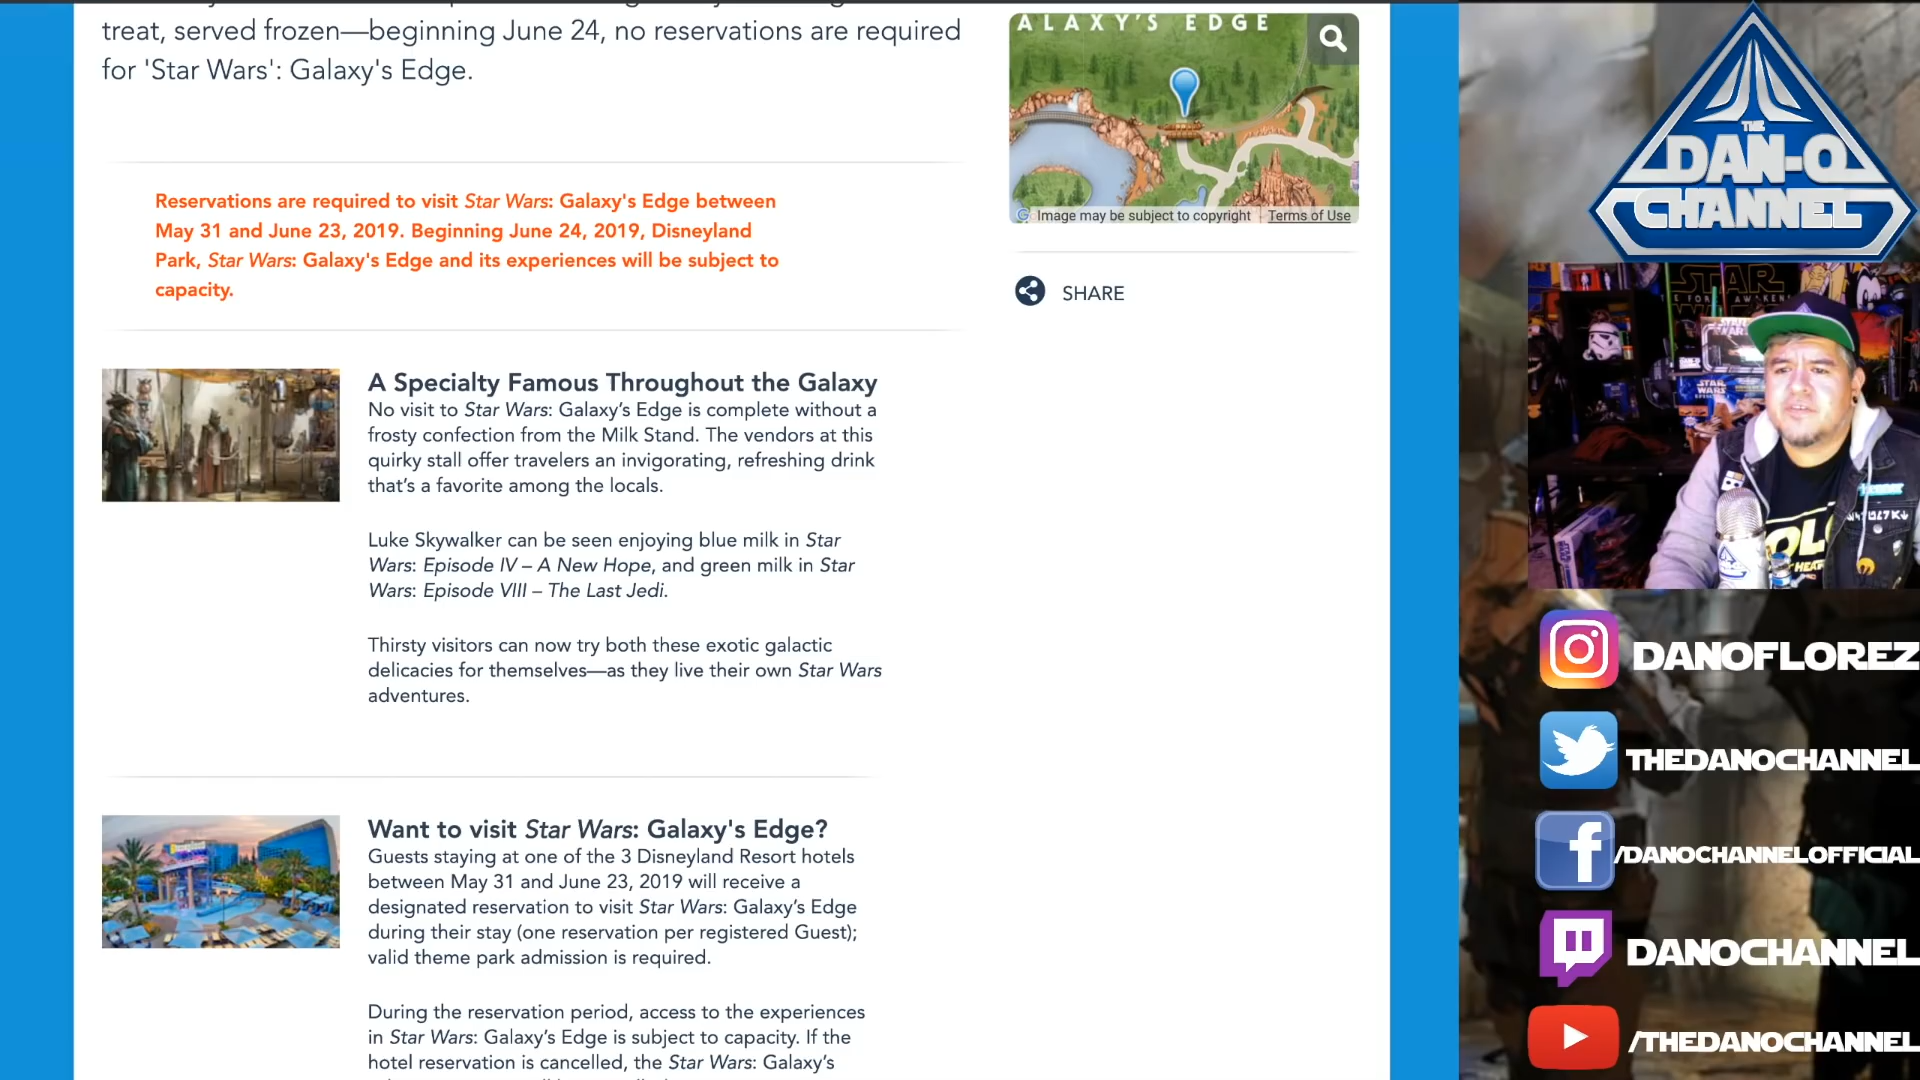 treat, served frozen—beginning June 24, no reservations are required
for 'Star Wars': Galaxy's Edge.
Reservations are required to visit Star Wars: Galaxy's Edge between
May 31 and June 23, 2019. Beginning June 24, 2019, Disneyland
Park, Star Wars: Galaxy's Edge and its experiences will be subject to
capacity.
A Specialty Famous Throughout the Galaxy
No visit to Star Wars: Galaxy's Edge is complete without a
frosty confection from the Milk Stand. The vendors at this
quirky stall offer travelers an invigorating, refreshing drink
that's a favorite among the locals.
Luke Skywalker can be seen enjoying blue milk in Star
Wars: Episode IV – A New Hope, and green milk in Star
Wars: Episode VIII – The Last Jedi.
Thirsty visitors can now try both these exotic galactic
delicacies for themselves—as they live their own Star Wars
adventures.
Want to visit Star Wars: Galaxy's Edge?
Guests staying at one of the 3 Disneyland Resort hotels
between May 31 and June 23, 2019 will receive a
designated reservation to visit Star Wars: Galaxy's Edge
during their stay (one reservation per registered Guest);
valid theme park admission is required.
During the reservation period, access to the experiences
in Star Wars: Galaxy's Edge is subject to capacity. If the
hotel reservation is cancelled, the Star Wars: Galaxy's
ALAXY'S EDGE
Image may be subject to copyright
Terms of Use
SHARE
THE
DAN-O
CHANNEL
STAR
DANOFLOREZ
THEDANOCHANNEL
/DANOCHANNELOFFICIAL
DANOCHANNEL
/THEDANOCHANNEL